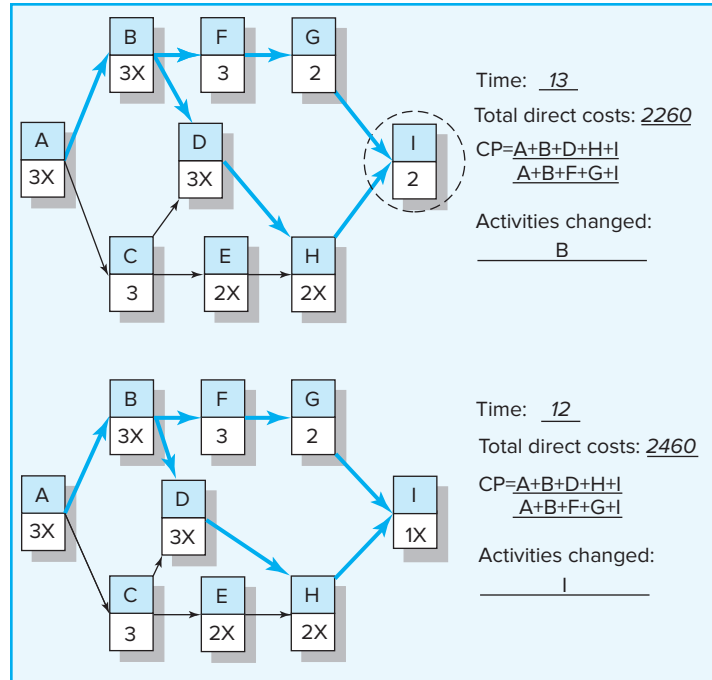 B
F
G
3X
3
2
Time: 13
Total direct costs: 2260
A
D
I
CP=A+B+D+H+I
3X
3X
2
A+B+F+G+I
Activities changed:
C
E
H
B
3
2X
2X
B
F
G
Time: 12
3X
3
2
Total direct costs: 2460
A
D
I
CP=A+B+D+H+I
A+B+F+G+I
3X
3X
1X
Activities changed:
C
E
H
I
3
2X
2X